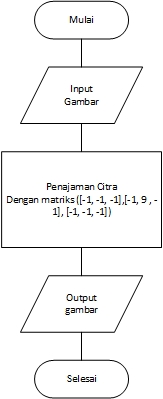 Mulai
Input
Gambar
Penajaman Citra
Dengan matriks ([-1, -1, -1],[-1, 9 , -
1], [-1, -1, -1])
Output
gambar
Selesai